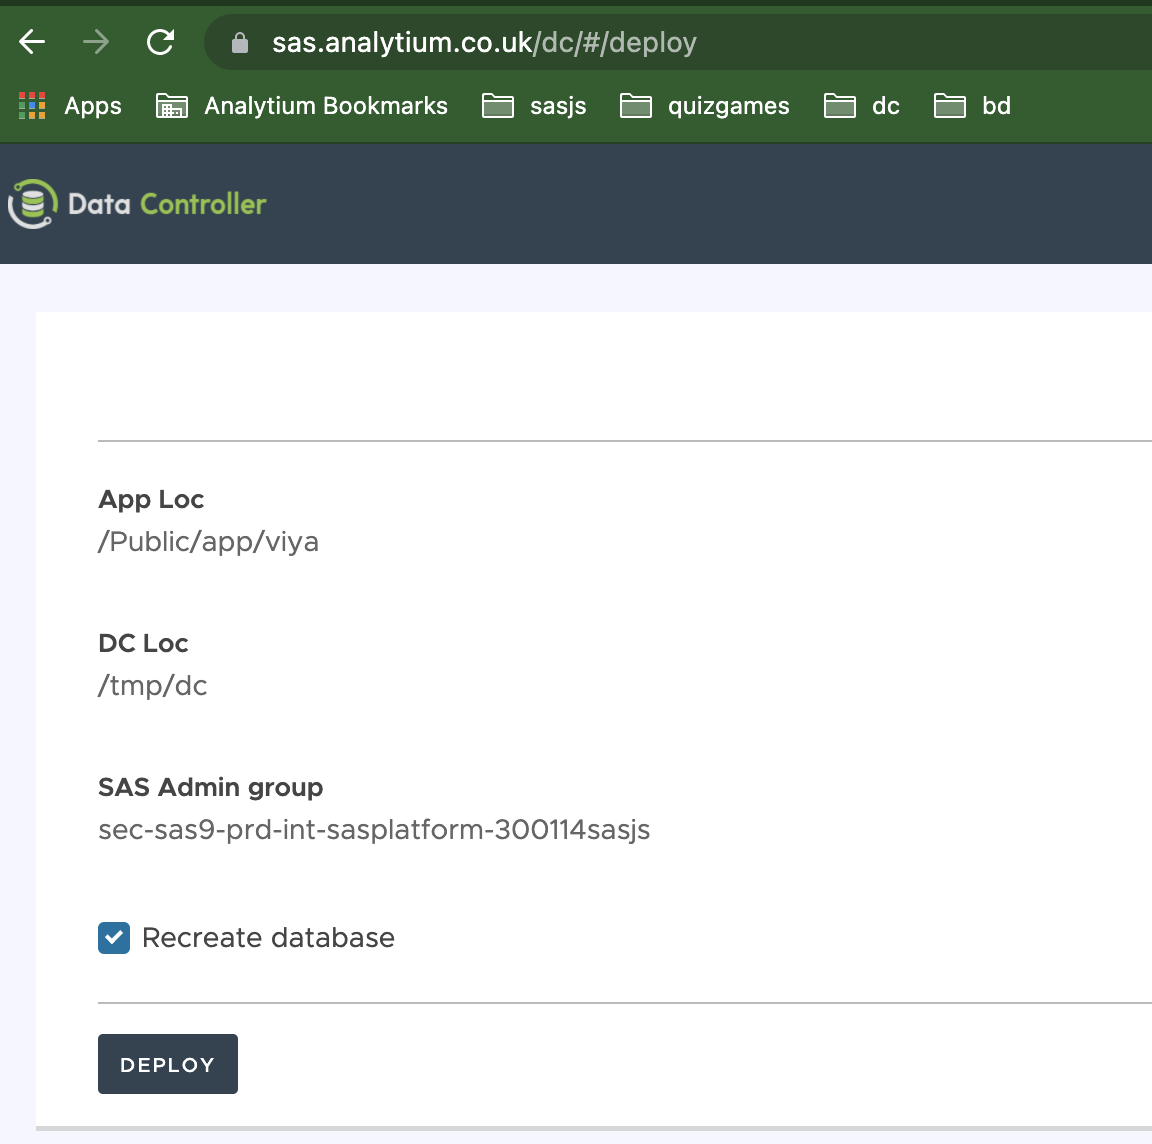 sas.analytium.co.uk/dc/#/deploy
Apps Analytium Bookmarks sasjs quizgames dc bd
Data Controller
App Loc
/Public/app/viya
DC Loc
/tmp/dc
SAS Admin group
sec-sas9-prd-int-sasplatform-300114sasjs
Recreate database
DEPLOY